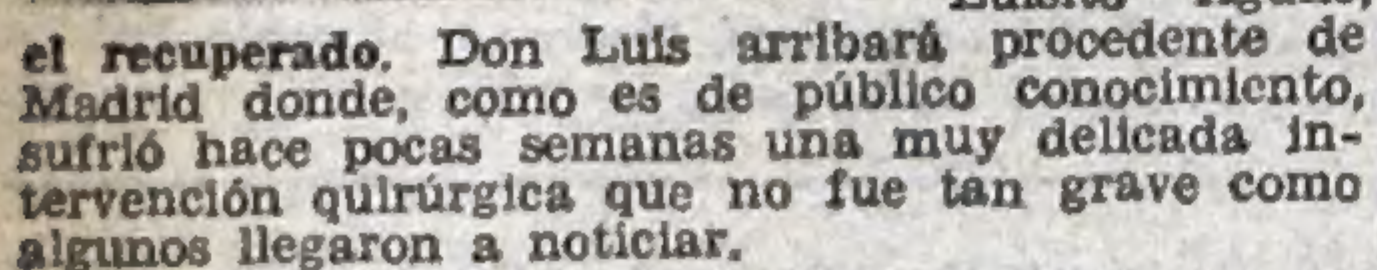 el recuperado. Don Luis arribará procedente de
Madrid donde, como es de público conocimiento,
sufrió hace pocas semanas una muy delicada in-
tervención quirúrgica que no fue tan grave como
algunos llegaron a noticiar.